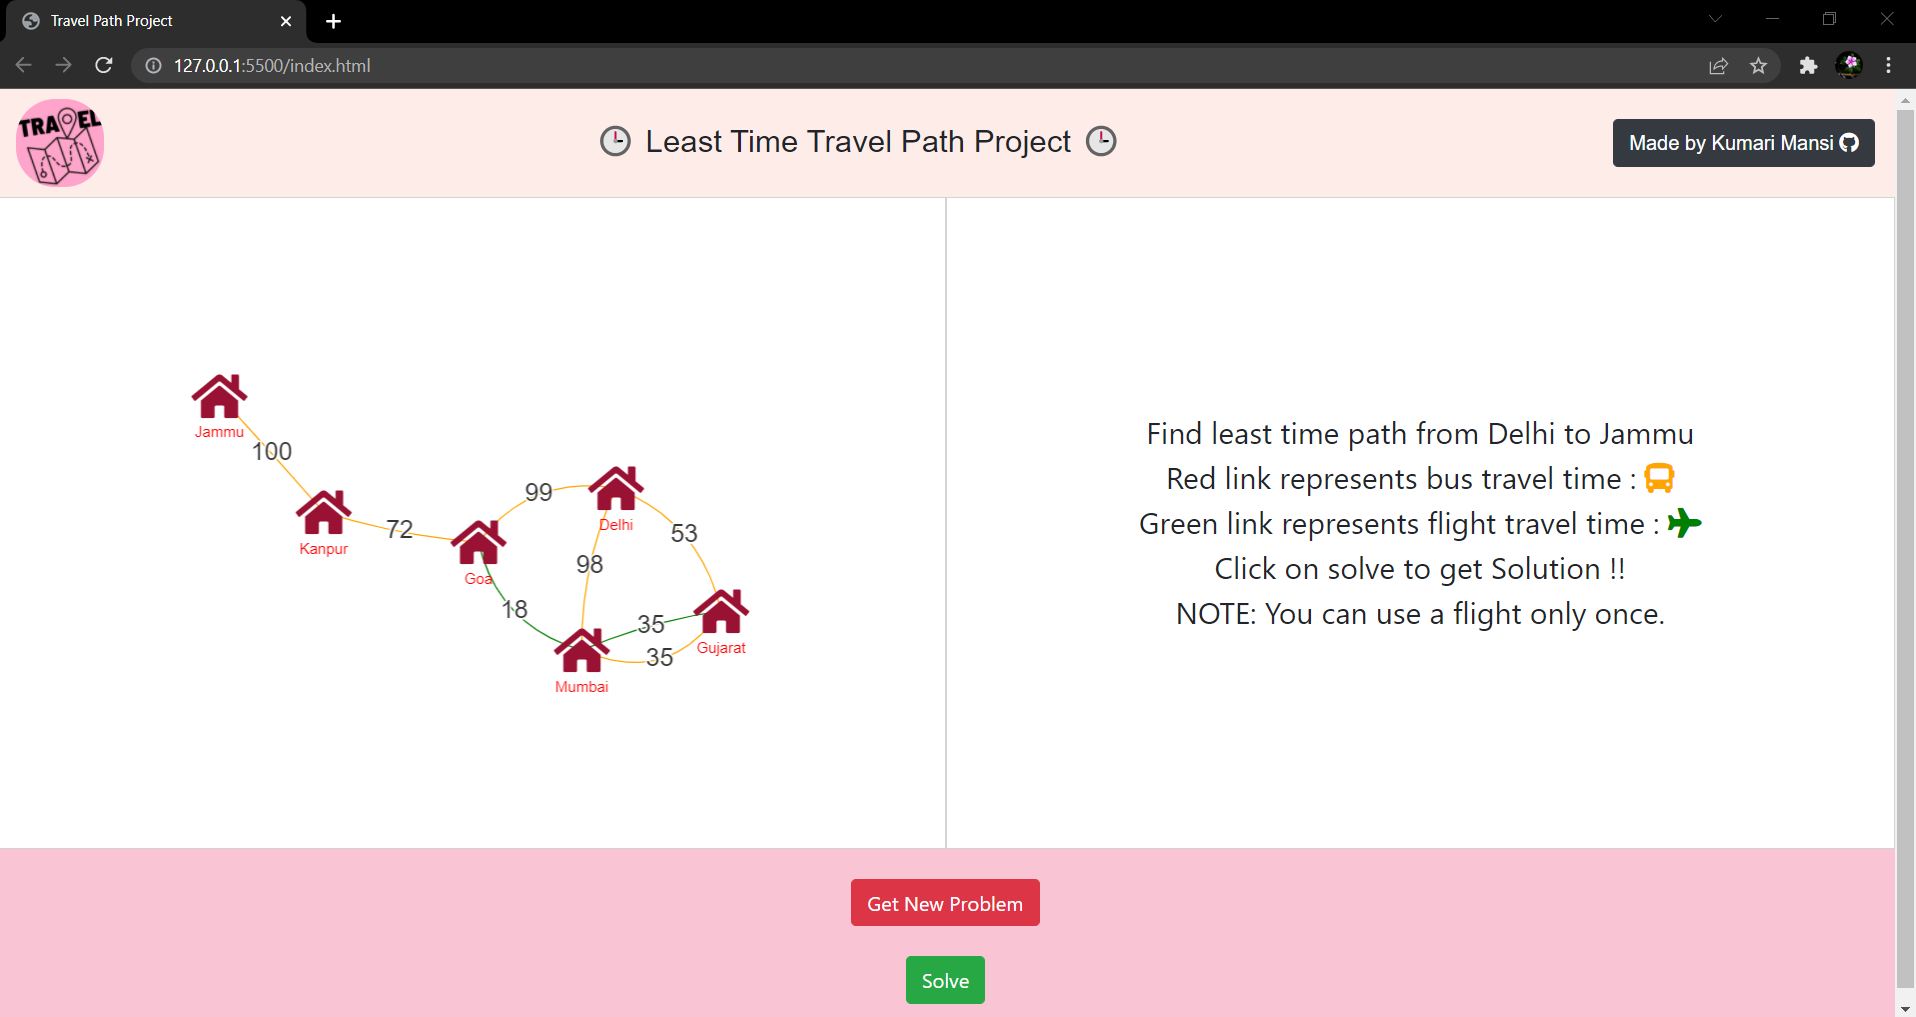 Travel Path Project
127.0.0.1:5500/index.html
TRAVEL
Least Time Travel Path Project
Made by Kumari Mansi
Jammu
100
Kanpur
72
Goa
99
Delhi
53
98
18
35
35
Gujarat
Mumbai
Find least time path from Delhi to Jammu
Red link represents bus travel time :
Green link represents flight travel time :
Click on solve to get Solution !!
NOTE: You can use a flight only once.
Get New Problem
Solve